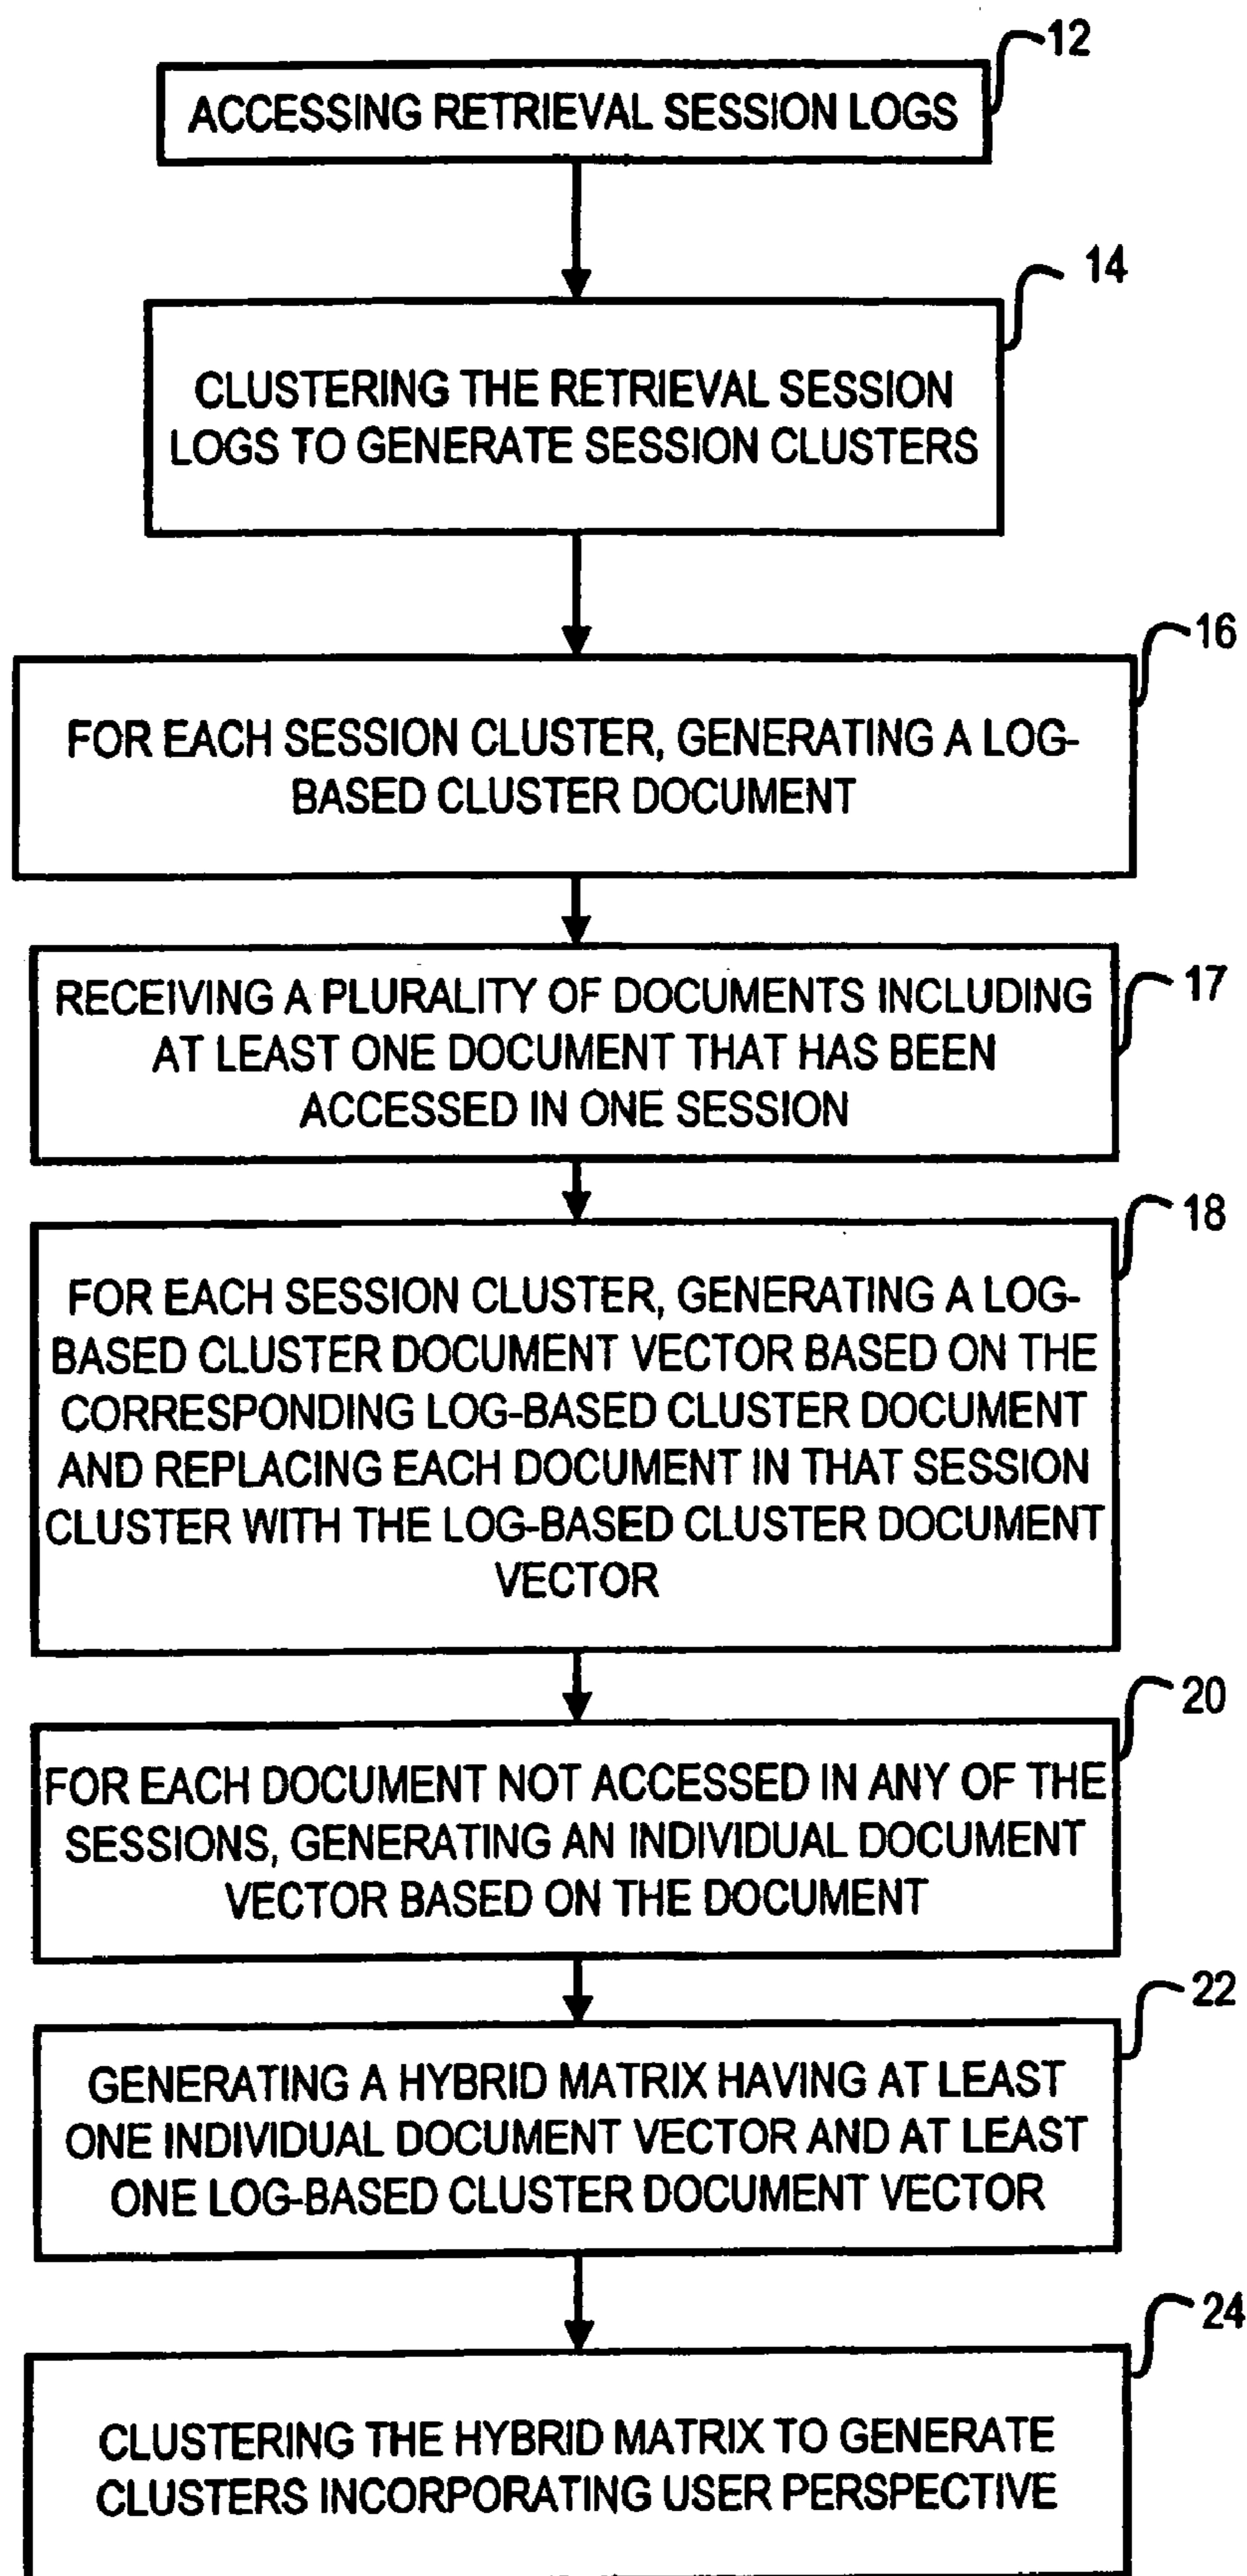 12
ACCESSING RETRIEVAL SESSION LOGS
14
CLUSTERING THE RETRIEVAL SESSION
LOGS TO GENERATE SESSION CLUSTERS
16
FOR EACH SESSION CLUSTER, GENERATING A LOG-
BASED CLUSTER DOCUMENT
17
RECEIVING A PLURALITY OF DOCUMENTS INCLUDING
AT LEAST ONE DOCUMENT THAT HAS BEEN
ACCESSED IN ONE SESSION
18
FOR EACH SESSION CLUSTER, GENERATING A LOG-
BASED CLUSTER DOCUMENT VECTOR BASED ON THE
CORRESPONDING LOG-BASED CLUSTER DOCUMENT
AND REPLACING EACH DOCUMENT IN THAT SESSION
CLUSTER WITH THE LOG-BASED CLUSTER DOCUMENT
VECTOR
20
FOR EACH DOCUMENT NOT ACCESSED IN ANY OF THE
SESSIONS, GENERATING AN INDIVIDUAL DOCUMENT
VECTOR BASED ON THE DOCUMENT
22
GENERATING A HYBRID MATRIX HAVING AT LEAST
ONE INDIVIDUAL DOCUMENT VECTOR AND AT LEAST
ONE LOG-BASED CLUSTER DOCUMENT VECTOR
24
CLUSTERING THE HYBRID MATRIX TO GENERATE
CLUSTERS INCORPORATING USER PERSPECTIVE